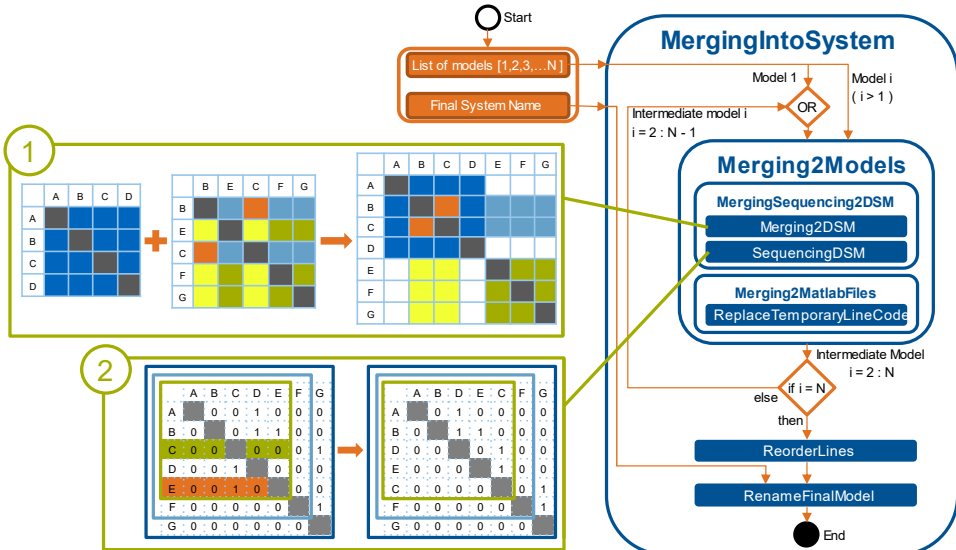 Start
MergingIntoSystem
List of models [1,2,3,…N ]
Final System Name
Model 1
Model i
( i > 1 )
OR
Intermediate model i
i = 2 : N - 1
Merging2Models
MergingSequencing2DSM
Merging2DSM
SequencingDSM
Merging2MatlabFiles
ReplaceTemporaryLineCode
Intermediate Model
i = 2 : N
if i = N
else
then
ReorderLines
RenameFinalModel
End
1
A B C D
A
B
C
D
B E C F G
B
E
C
F
G
A B C D E F G
A
B
C
D
E
F
G
2
A B C D E F G
A 0 0 1 0 0 0
B 0 0 1 1 0 0
C 0 0 0 0 0 1
D 0 0 1 0 0 0
E 0 0 1 0 0 0
F 0 0 0 0 0 1
G 0 0 0 0 0 0
A B D E C F G
A 0 1 0 0 0 0
B 0 1 1 0 0 0
D 0 0 0 1 0 0
E 0 0 0 1 0 0
C 0 0 0 0 0 1
F 0 0 0 0 0 1
G 0 0 0 0 0 0